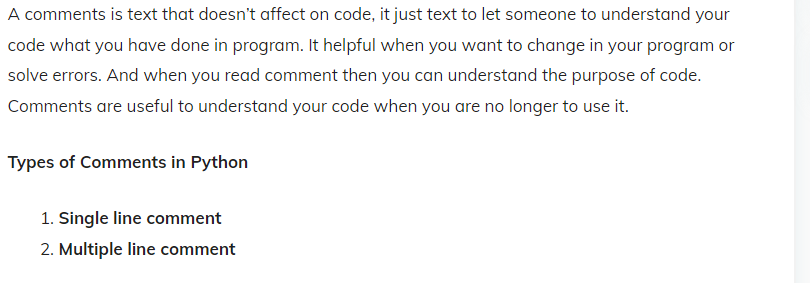 A comments is text that doesn't affect on code, it just text to let someone to understand your
code what you have done in program. It helpful when you want to change in your program or
solve errors. And when you read comment then you can understand the purpose of code.
Comments are useful to understand your code when you are no longer to use it.
Types of Comments in Python
1. Single line comment
2. Multiple line comment